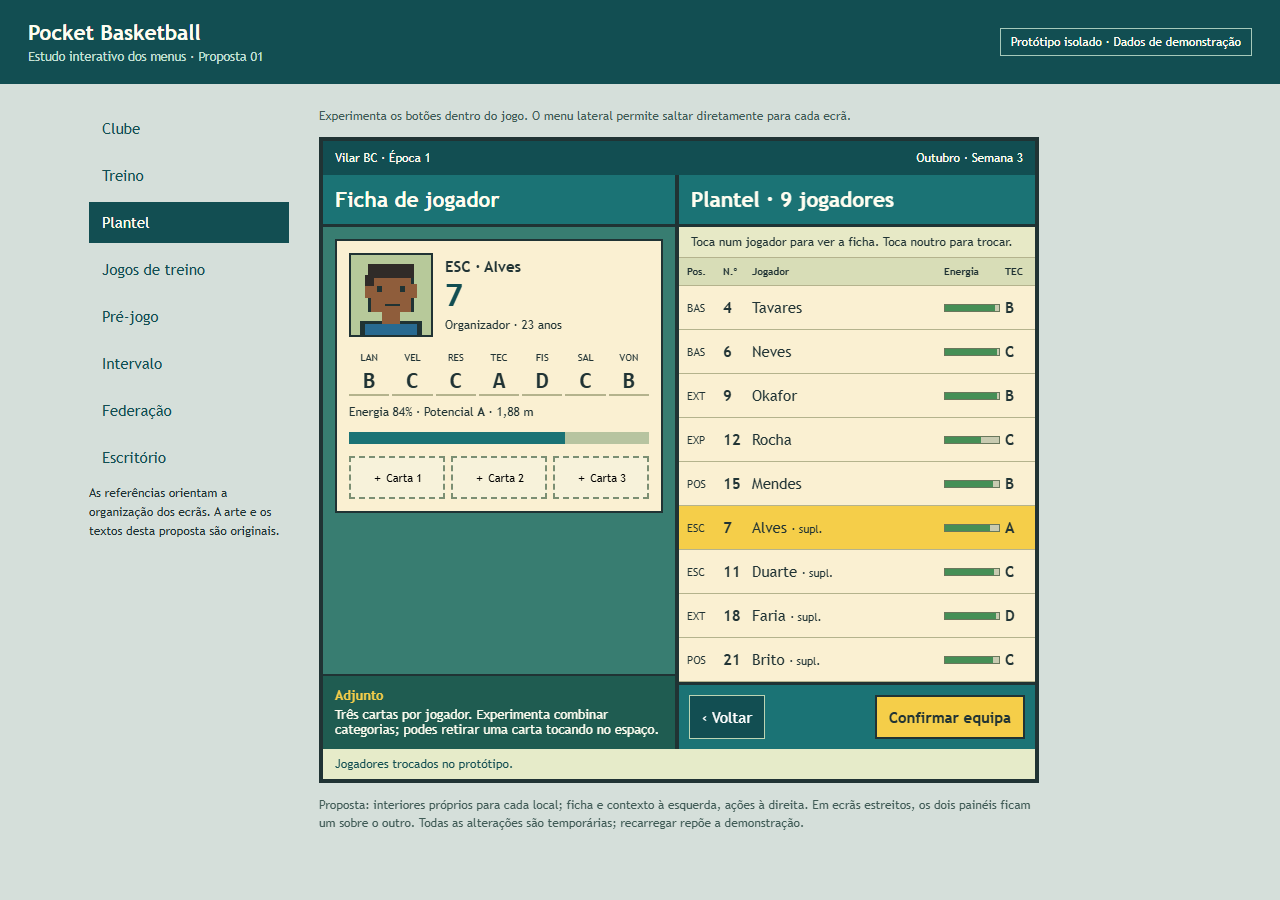 Pocket Basketball
Estudo interativo dos menus · Proposta 01
Protótipo isolado · Dados de demonstração
Clube
Treino
Plantel
Jogos de treino
Pré-jogo
Intervalo
Federação
Escritório
As referências orientam a
organização dos ecrãs. A arte e os
textos desta proposta são originais.
Experimenta os botões dentro do jogo. O menu lateral permite saltar diretamente para cada ecrã.
Vilar BC · Época 1
Outubro · Semana 3
Ficha de jogador
ESC · Alves
7
Organizador · 23 anos
LAN VEL RES TEC FIS SAL VON
B C C A D C B
Energia 84% · Potencial A · 1,88 m
+ Carta 1 + Carta 2 + Carta 3
Adjunto
Três cartas por jogador. Experimenta combinar
categorias; podes retirar uma carta tocando no espaço.
Plantel · 9 jogadores
Toca num jogador para ver a ficha. Toca noutro para trocar.
Pos. N.º Jogador Energia TEC
BAS 4 Tavares B
BAS 6 Neves C
EXT 9 Okafor B
EXP 12 Rocha C
POS 15 Mendes B
ESC 7 Alves · supl. A
ESC 11 Duarte · supl. C
EXT 18 Faria · supl. D
POS 21 Brito · supl. C
‹ Voltar
Confirmar equipa
Jogadores trocados no protótipo.
Proposta: interiores próprios para cada local; ficha e contexto à esquerda, ações à direita. Em ecrãs estreitos, os dois painéis ficam
um sobre o outro. Todas as alterações são temporárias; recarregar repõe a demonstração.